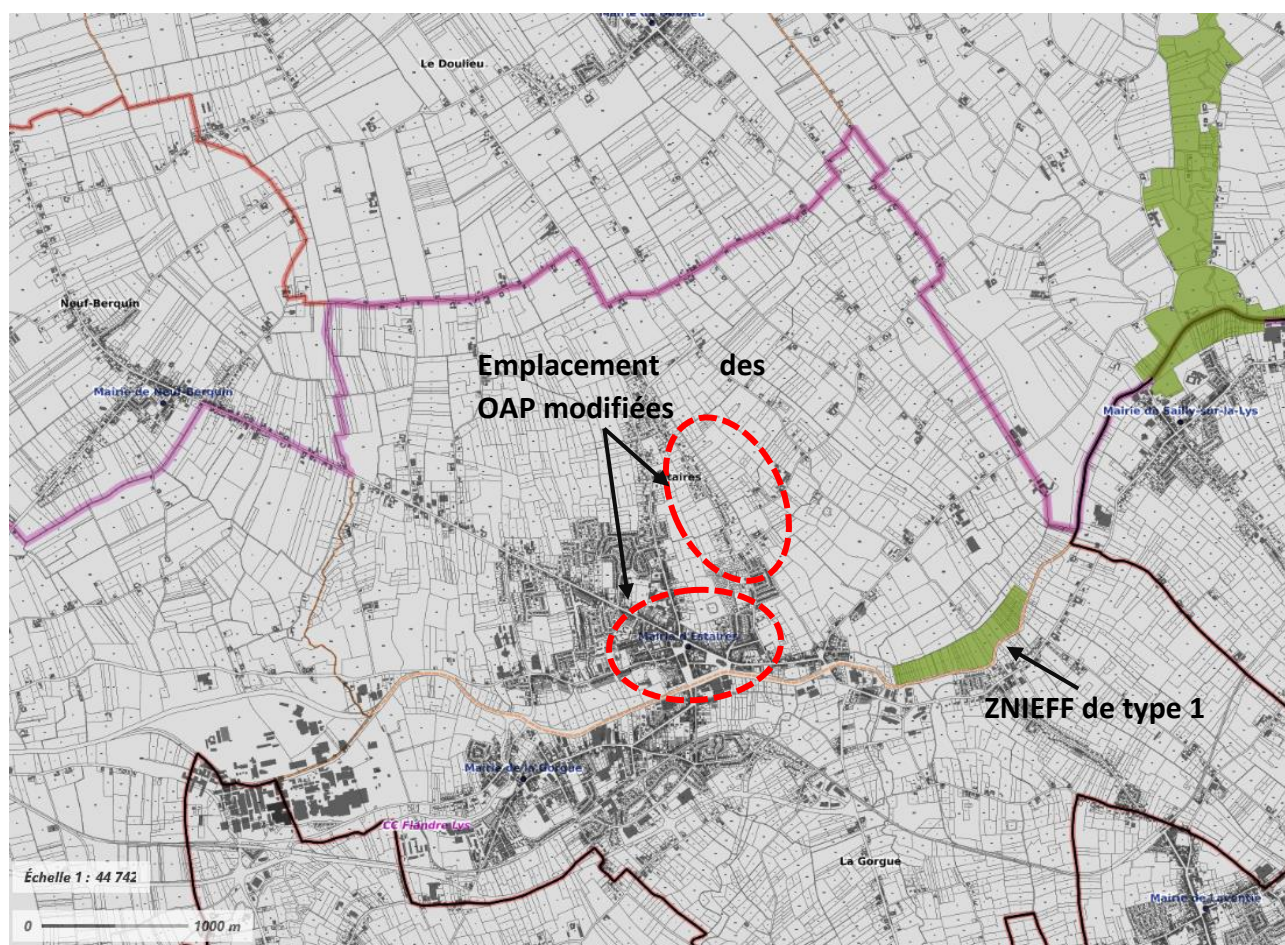 Le Doulieu
Neuf-Berquin
Mairie de Neuf-Berquin
Emplacement des
OAP modifiées
Mairie de Sailly-sur-la-Lys
Mairie d'Estaires
ZNIEFF de type 1
Mairie de la Gorgue
CC Flandre Lys
La Gorgue
Échelle 1 : 44 742
Mairie de Laventie
0 1000 m